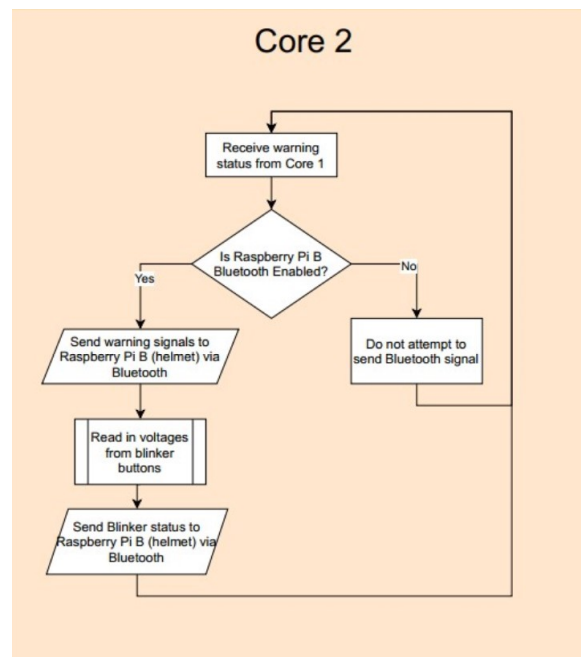 Core 2
Receive warning
status from Core 1
Is Raspberry Pi B
Bluetooth Enabled?
Yes
No
Send warning signals to
Raspberry Pi B (helmet) via
Bluetooth
Do not attempt to
send Bluetooth signal
Read in voltages
from blinker
buttons
Send Blinker status to
Raspberry Pi B (helmet) via
Bluetooth